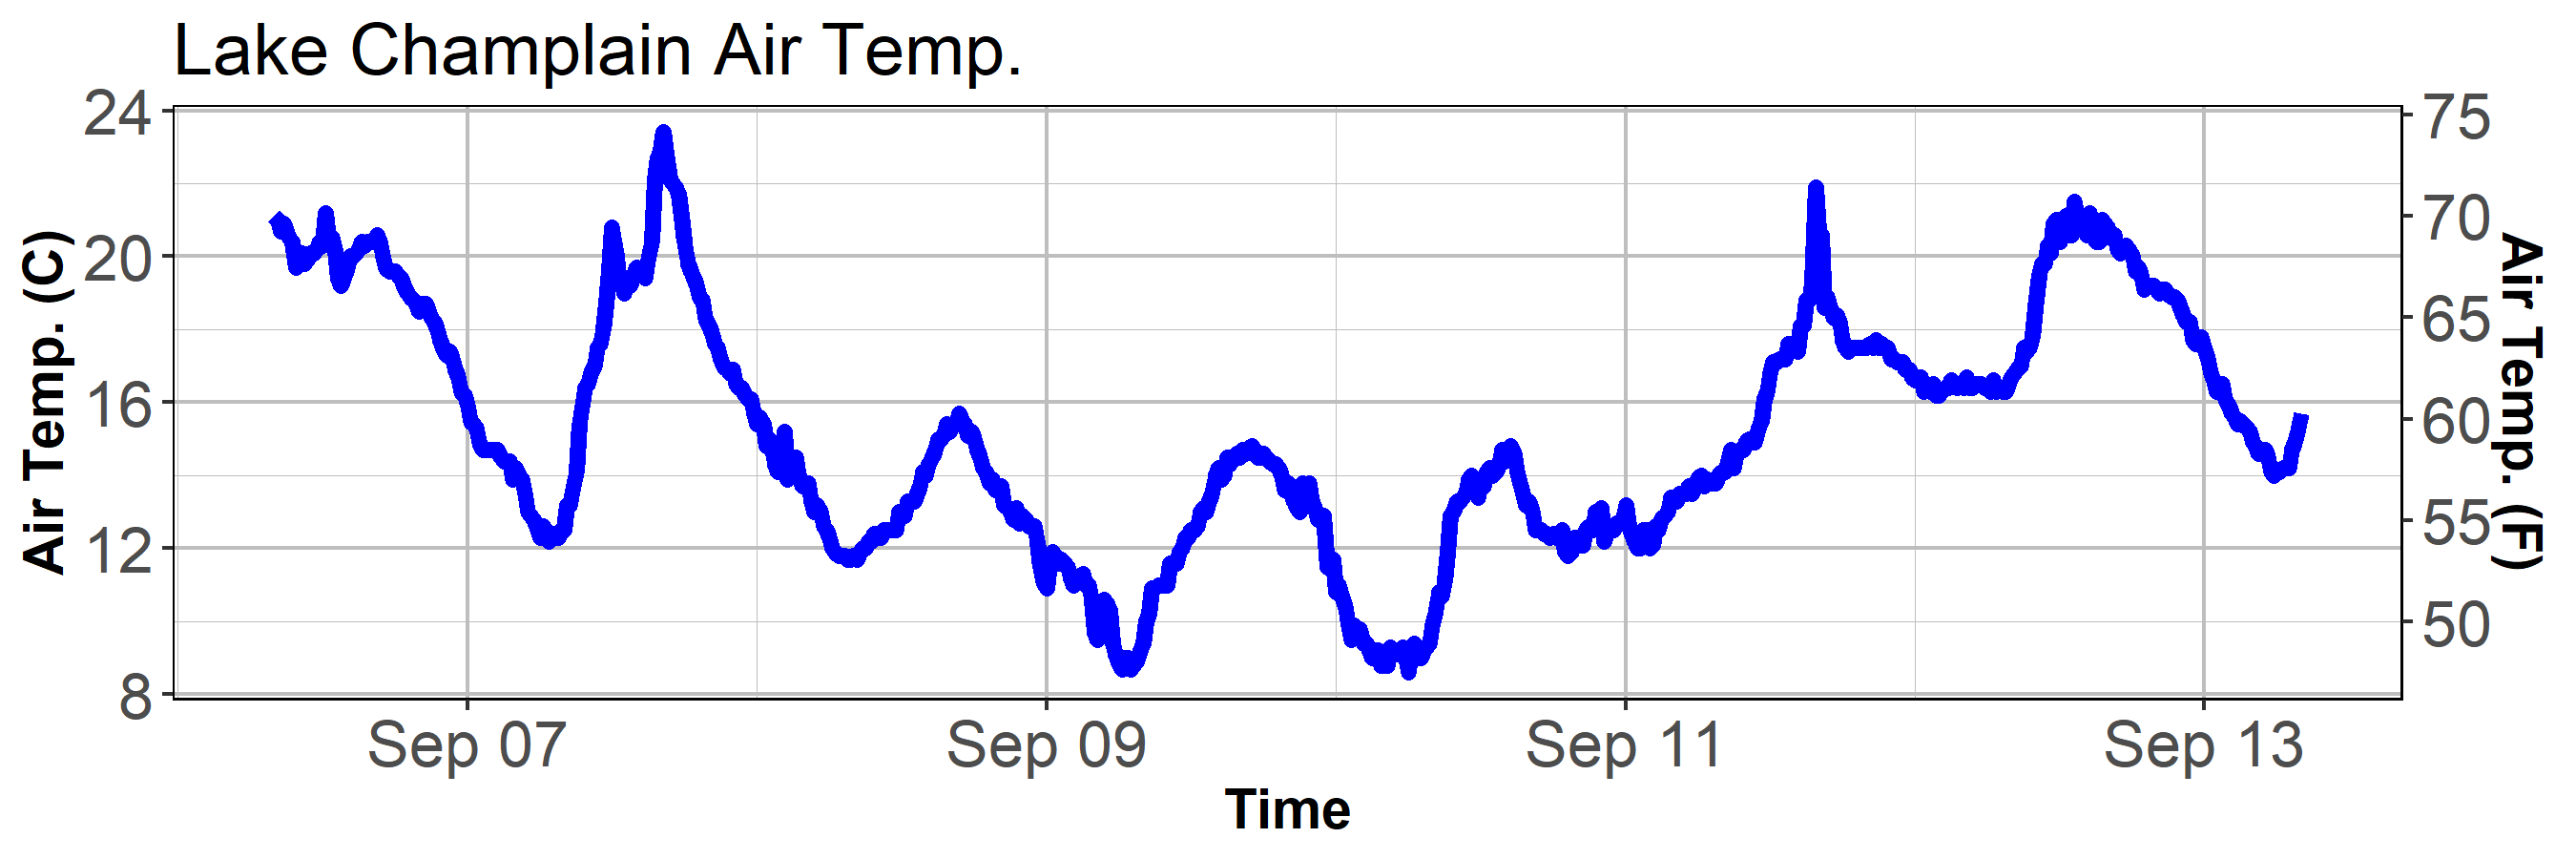 Lake Champlain Air Temp.
24
20
16
12
8
Air Temp. (C)
75
70
65
60
55
50
Air Temp. (F)
Sep 07
Sep 09
Sep 11
Sep 13
Time